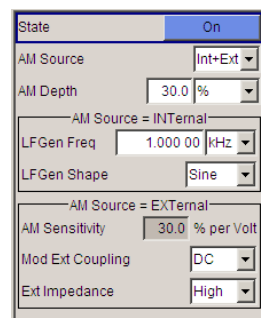 State On
AM Source Int+Ext
AM Depth 30.0 %
AM Source = INTernal
LFGen Freq 1.000 00 kHz
LFGen Shape Sine
AM Source = EXTernal
AM Sensitivity 30.0 % per Volt
Mod Ext Coupling DC
Ext Impedance High